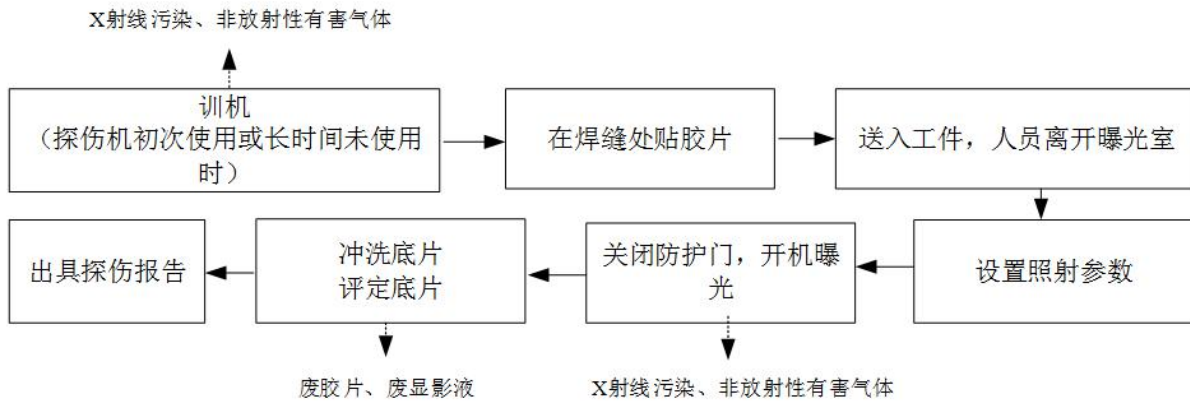 X射线污染、非放射性有害气体
训机
（探伤机初次使用或长时间未使用
时）
在焊缝处贴胶片
送入工件，人员离开曝光室
出具探伤报告
冲洗底片
评定底片
关闭防护门，开机曝
光
设置照射参数
废胶片、废显影液
X射线污染、非放射性有害气体